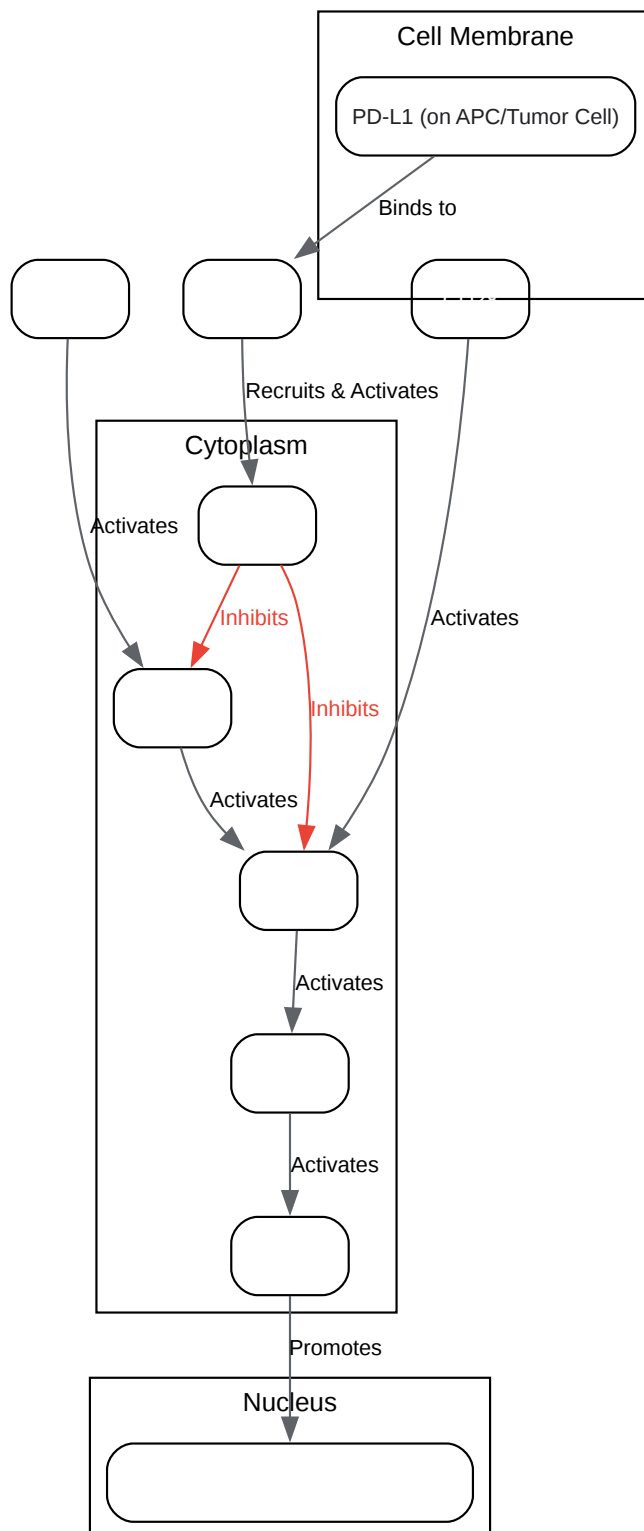 Cell Membrane
PD-L1 (on APC/Tumor Cell)
Binds to
Recruits & Activates
Cytoplasm
Activates
Inhibits
Activates
Inhibits
Activates
Activates
Activates
Promotes
Nucleus